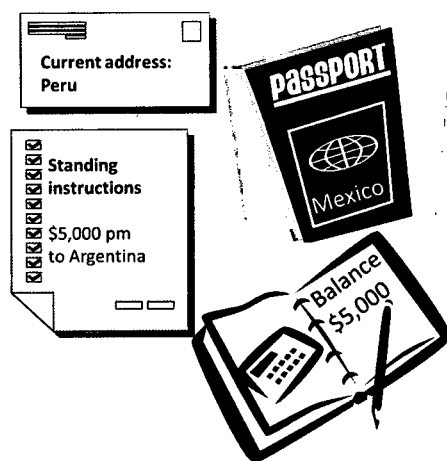 Current address:
Peru
PASSPORT
Mexico
Standing
instructions
$5,000 pm
to Argentina
Balance
$5,000